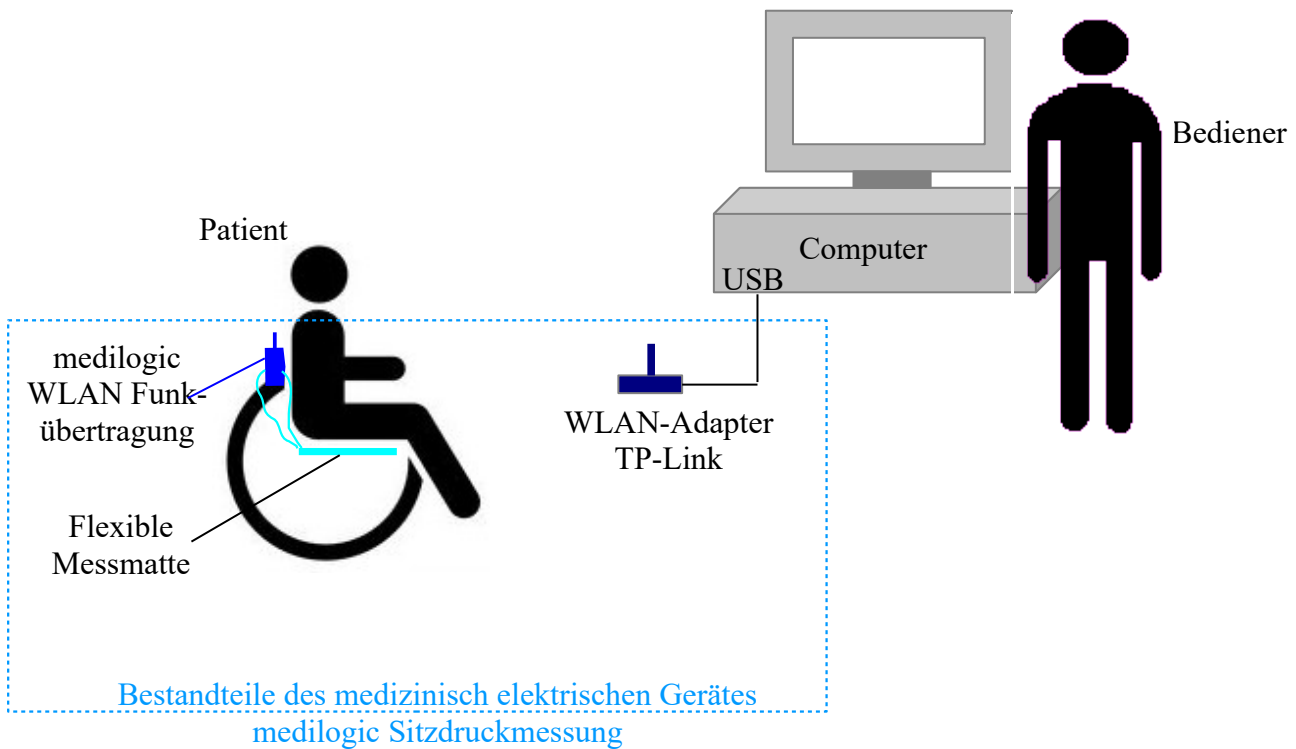 Bediener
Patient
Computer
USB
medilogic
WLAN Funk-
übertragung
WLAN-Adapter
TP-Link
Flexible
Messmatte
Bestandteile des medizinisch elektrischen Gerätes
medilogic Sitzdruckmessung